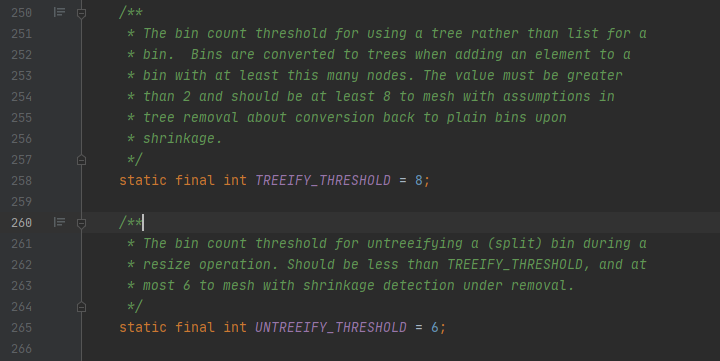 250 /**
251 * The bin count threshold for using a tree rather than list for a
252 * bin.  Bins are converted to trees when adding an element to a
253 * bin with at least this many nodes. The value must be greater
254 * than 2 and should be at least 8 to mesh with assumptions in
255 * tree removal about conversion back to plain bins upon
256 * shrinkage.
257 */
258 static final int TREEIFY_THRESHOLD = 8;
259
260 /**
261 * The bin count threshold for untreeifying a (split) bin during a
262 * resize operation. Should be less than TREEIFY_THRESHOLD, and at
263 * most 6 to mesh with shrinkage detection under removal.
264 */
265 static final int UNTREEIFY_THRESHOLD = 6;
266